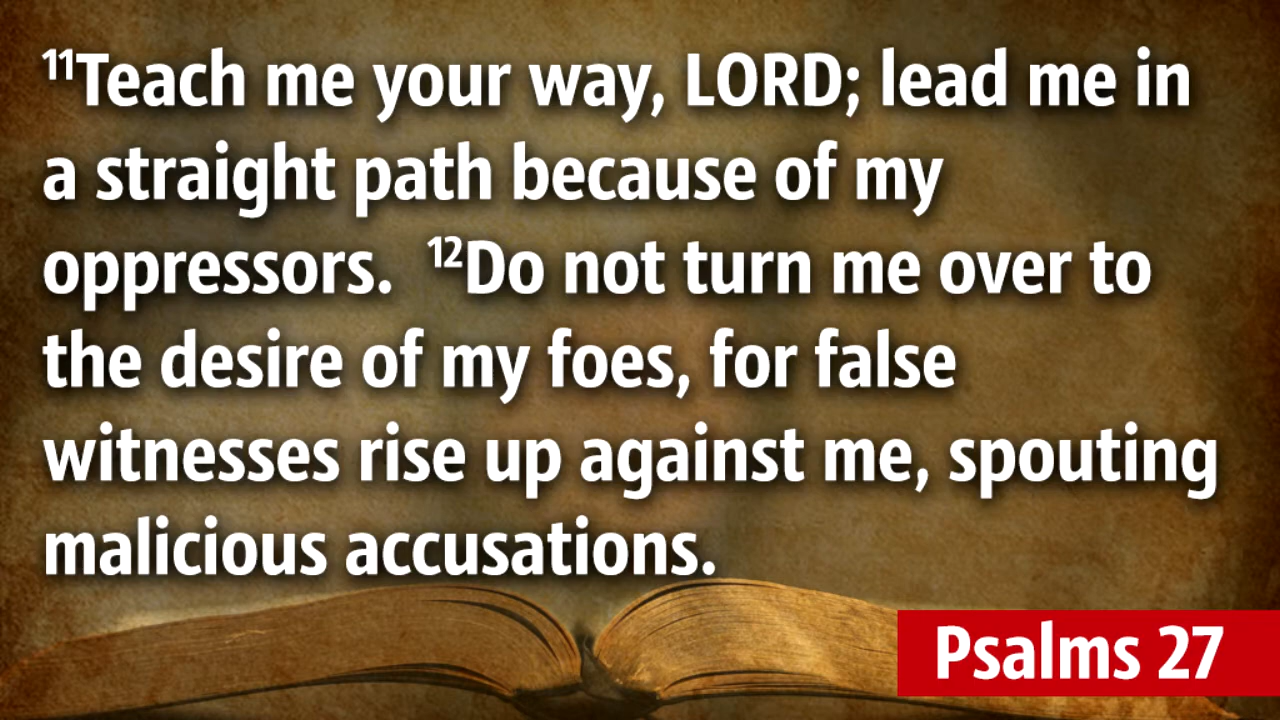 ¹¹Teach me your way, LORD; lead me in
a straight path because of my
oppressors. ¹²Do not turn me over to
the desire of my foes, for false
witnesses rise up against me, spouting
malicious accusations.
Psalms 27